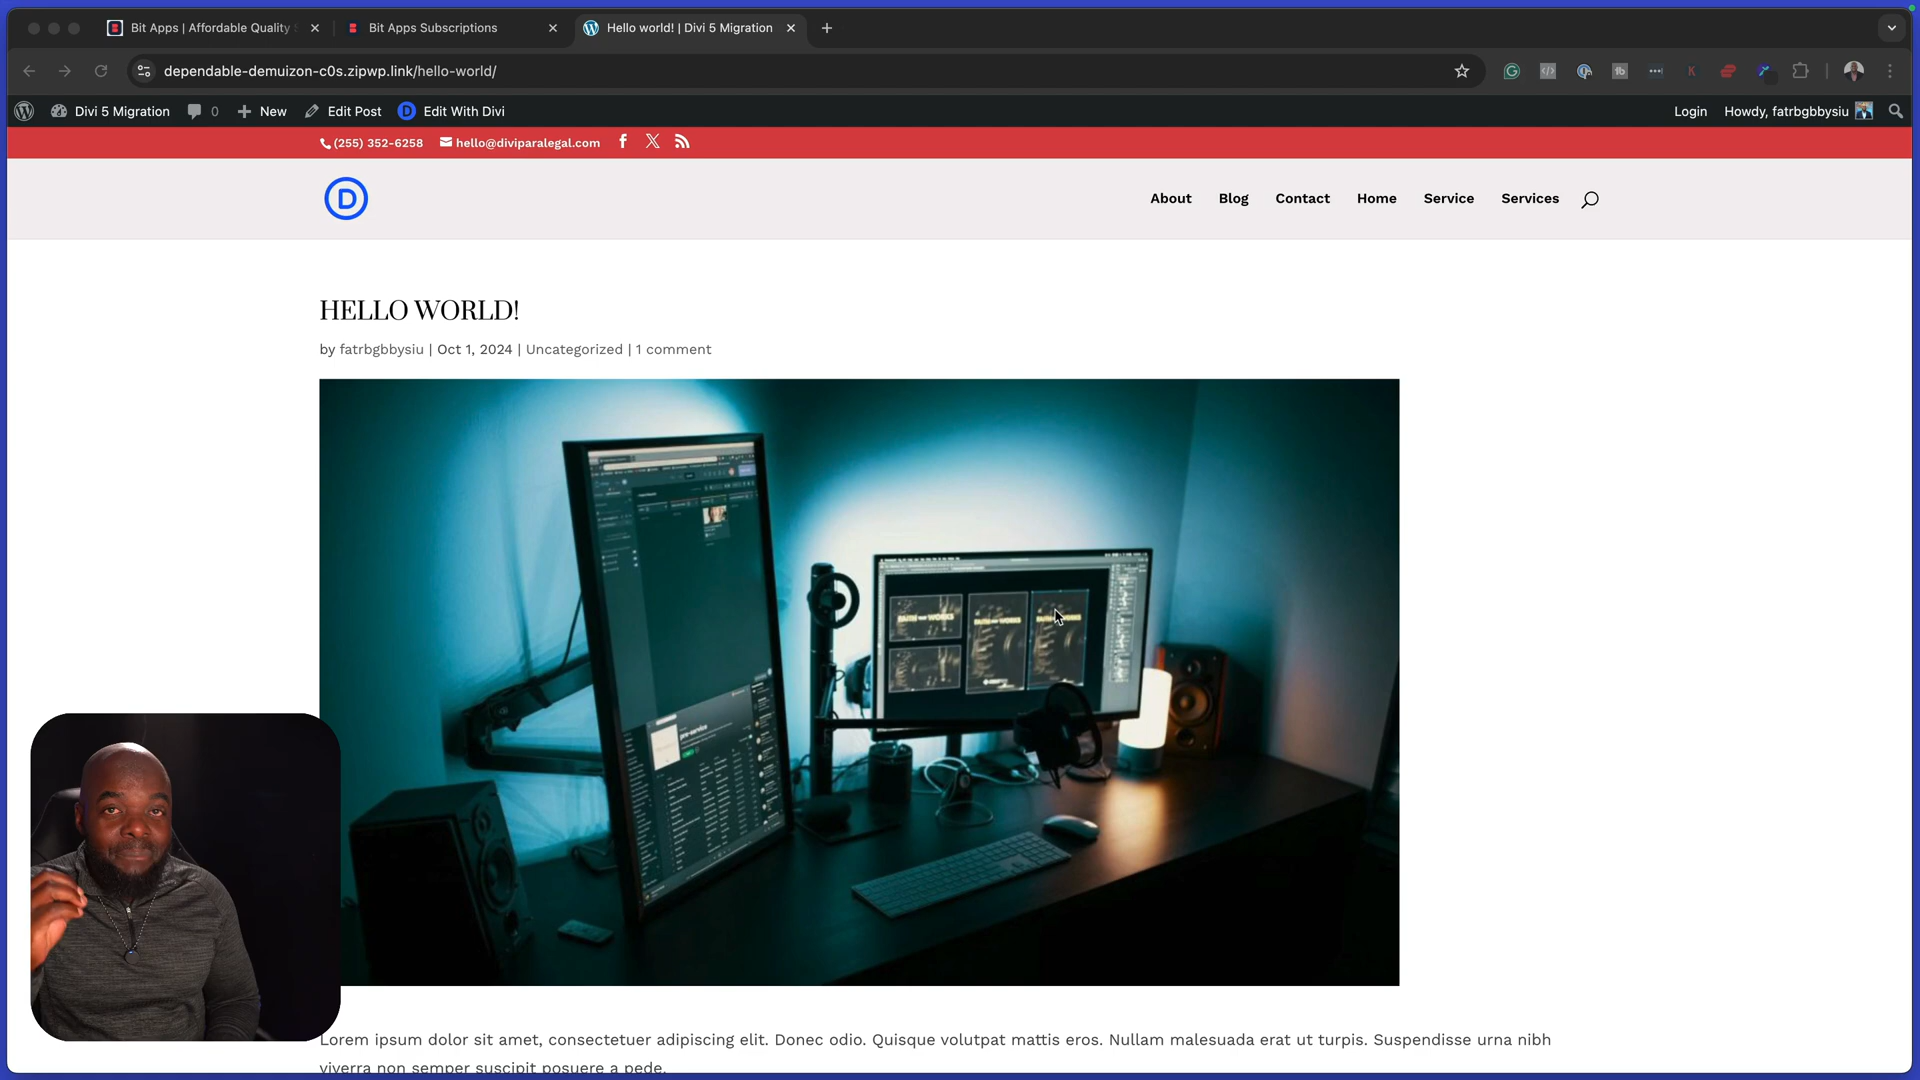 Bit Apps | Affordable Quality
Bit Apps Subscriptions
Hello world! | Divi 5 Migration
dependable-demuizon-c0s.zipwp.link/hello-world/
Divi 5 Migration
0
New
Edit Post
D
Edit With Divi
Login
Howdy, fatrbgbbysiu
(255) 352-6258
hello@diviparalegal.com
D
About
Blog
Contact
Home
Service
Services
HELLO WORLD!
by fatrbgbbysiu | Oct 1, 2024 | Uncategorized | 1 comment
Lorem ipsum dolor sit amet, consectetuer adipiscing elit. Donec odio. Quisque volutpat mattis eros. Nullam malesuada erat ut turpis. Suspendisse urna nibh
viverra non semper suscipit posuere a pede.